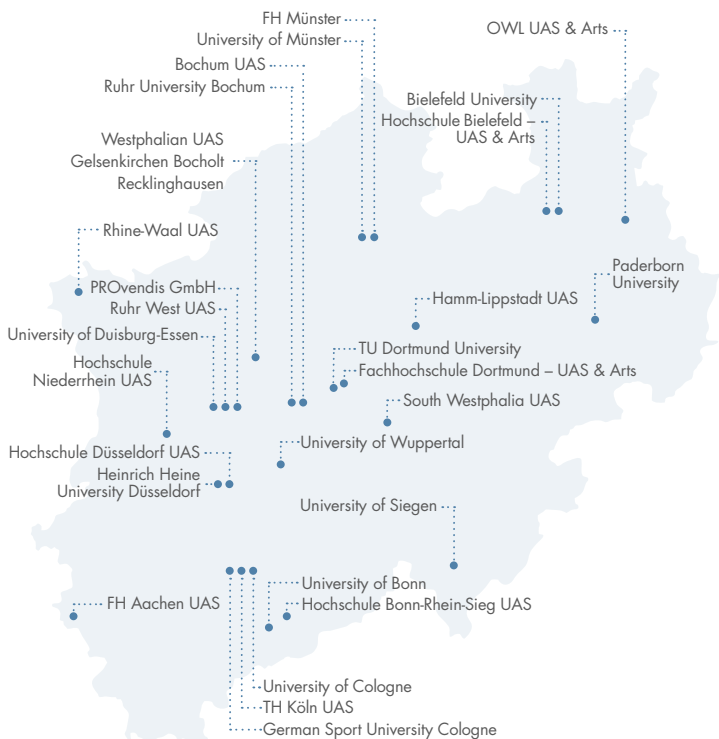 FH Münster
University of Münster
OWL UAS & Arts
Bochum UAS
Ruhr University Bochum
Bielefeld University
Hochschule Bielefeld –
UAS & Arts
Westphalian UAS
Gelsenkirchen Bocholt
Recklinghausen
Rhine-Waal UAS
Paderborn
University
PROvendis GmbH
Ruhr West UAS
Hamm-Lippstadt UAS
University of Duisburg-Essen
TU Dortmund University
Hochschule
Niederrhein UAS
Fachhochschule Dortmund – UAS & Arts
South Westphalia UAS
Hochschule Düsseldorf UAS
University of Wuppertal
Heinrich Heine
University Düsseldorf
University of Siegen
University of Bonn
FH Aachen UAS
Hochschule Bonn-Rhein-Sieg UAS
University of Cologne
TH Köln UAS
German Sport University Cologne